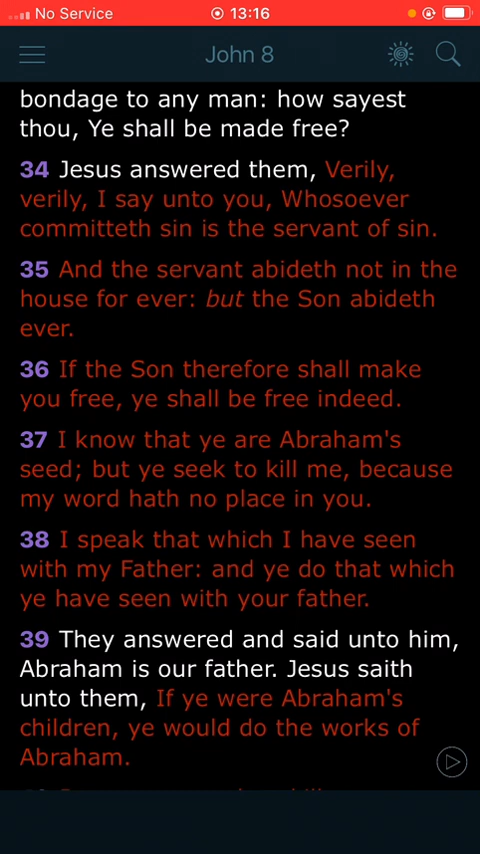 No Service
13:16
John 8
bondage to any man: how sayest
thou, Ye shall be made free?
34 Jesus answered them, Verily,
verily, I say unto you, Whosoever
committeth sin is the servant of sin.
35 And the servant abideth not in the
house for ever: but the Son abideth
ever.
36 If the Son therefore shall make
you free, ye shall be free indeed.
37 I know that ye are Abraham's
seed; but ye seek to kill me, because
my word hath no place in you.
38 I speak that which I have seen
with my Father: and ye do that which
ye have seen with your father.
39 They answered and said unto him,
Abraham is our father. Jesus saith
unto them, If ye were Abraham's
children, ye would do the works of
Abraham.